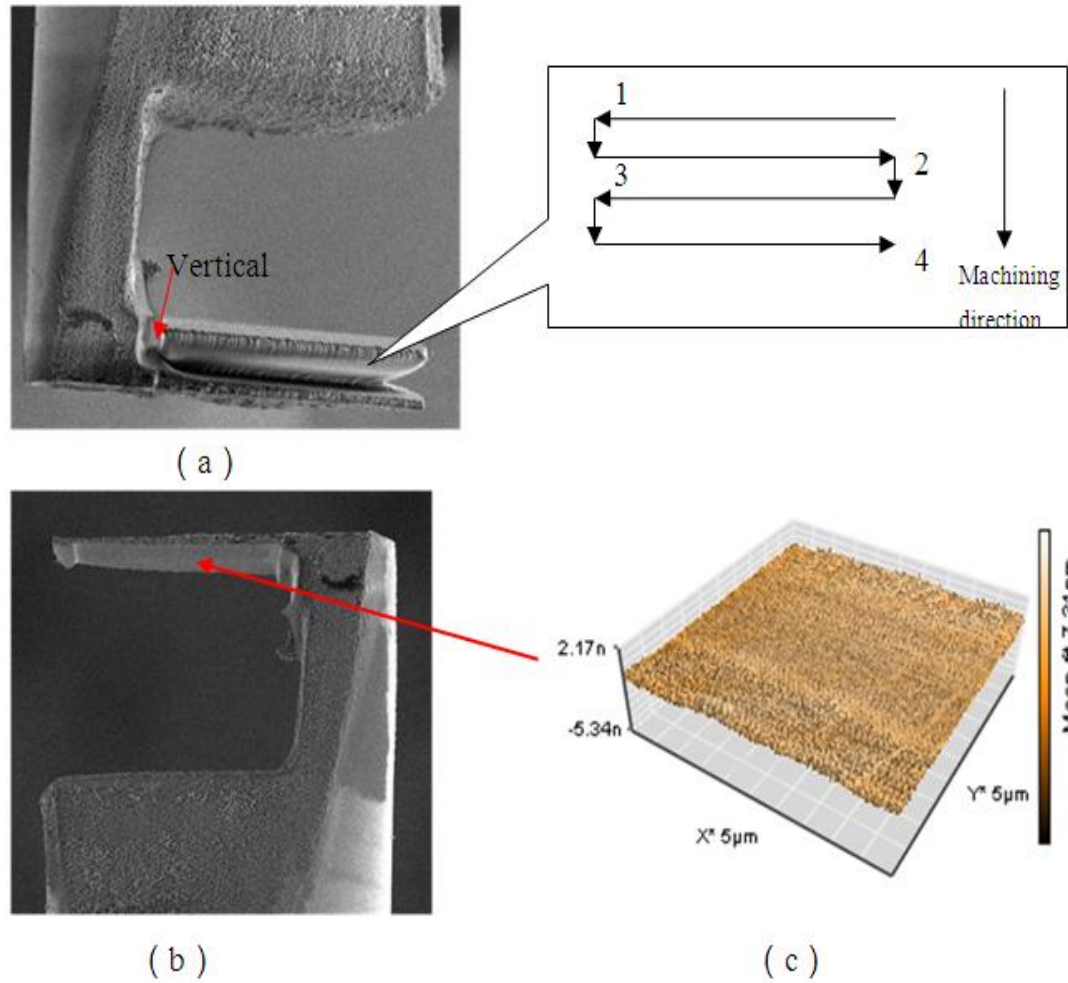 1
2
3
4
Machining
direction
Vertical
( a )
2.17n
-5.34n
X* 5µm
Y* 5µm
( b )
( c )